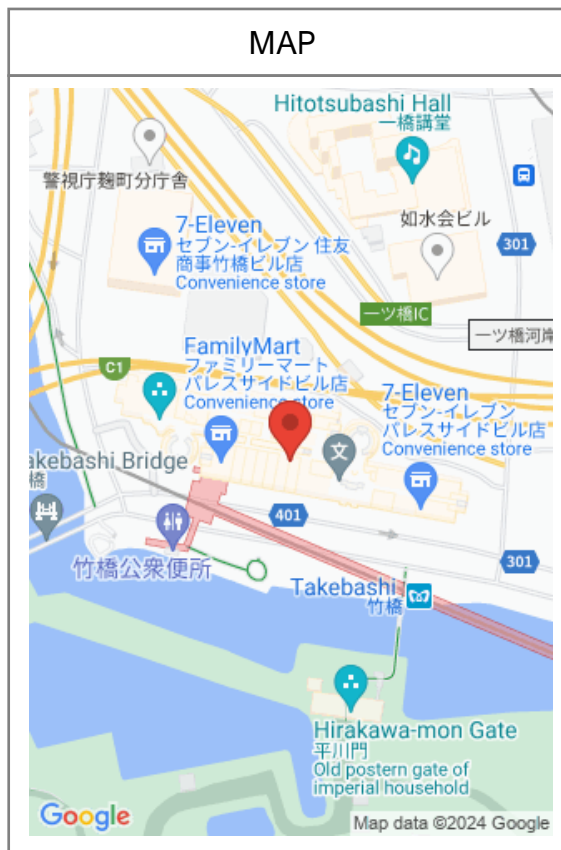 MAP
Hitotsubashi Hall
一橋講堂
警視庁麹町分庁舎
如水会ビル
7-Eleven
セブン-イレブン 住友
商事竹橋ビル店
Convenience store
301
一ツ橋IC
一ツ橋河岸
C1
FamilyMart
ファミリーマート
パレスサイドビル店
Convenience store
7-Eleven
セブン-イレブン
パレスサイドビル店
Convenience store
文
akebashi Bridge
橋
401
301
竹橋公衆便所
Takebashi
竹橋
Hirakawa-mon Gate
平川門
Old postern gate of
imperial household
Google
Map data ©2024 Google